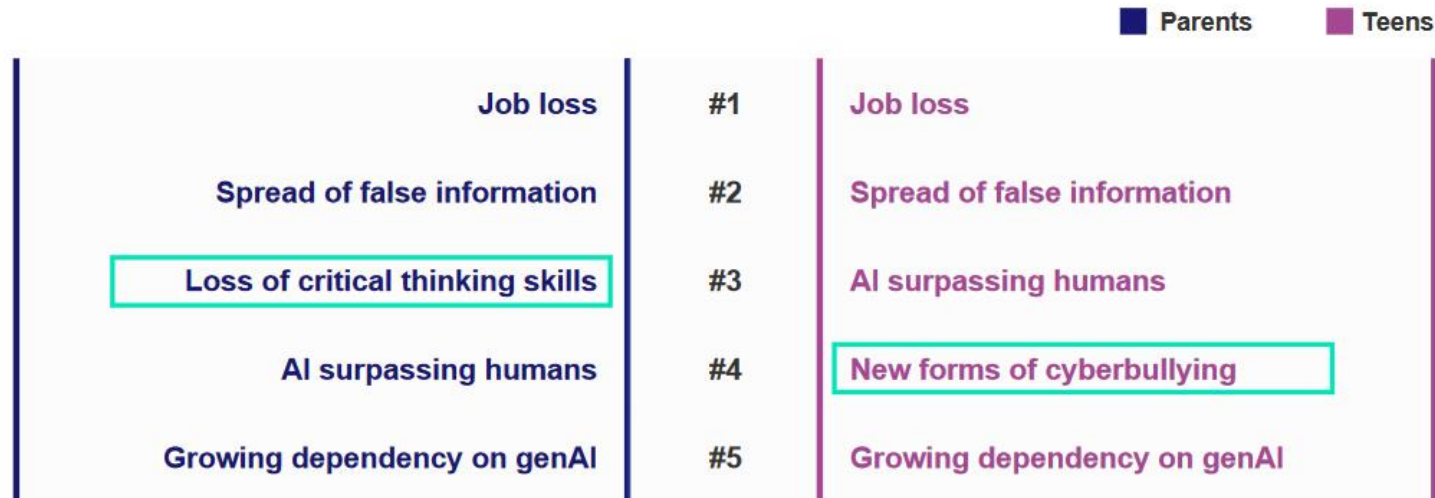 Parents Teens
Job loss #1 Job loss
Spread of false information #2 Spread of false information
Loss of critical thinking skills #3 AI surpassing humans
AI surpassing humans #4 New forms of cyberbullying
Growing dependency on genAI #5 Growing dependency on genAI